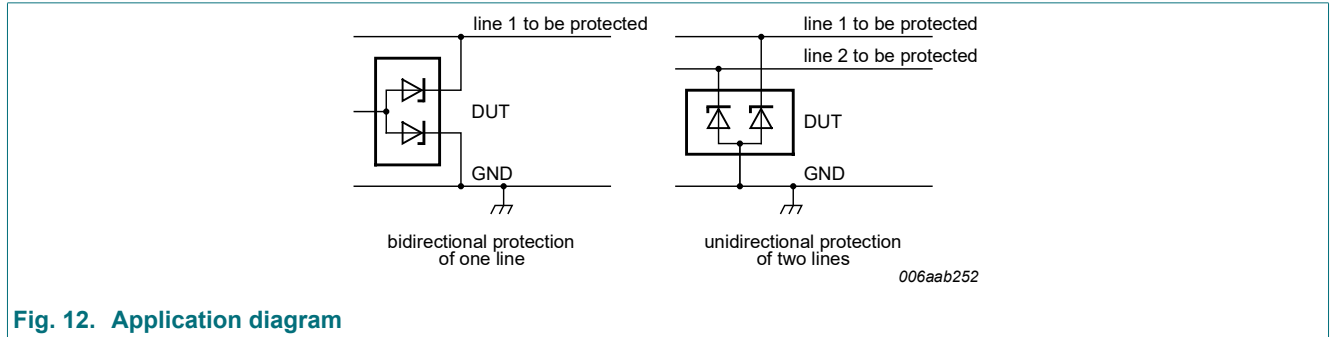 line 1 to be protected
DUT
GND
bidirectional protection
of one line
line 1 to be protected
line 2 to be protected
DUT
GND
unidirectional protection
of two lines
006aab252
Fig. 12. Application diagram